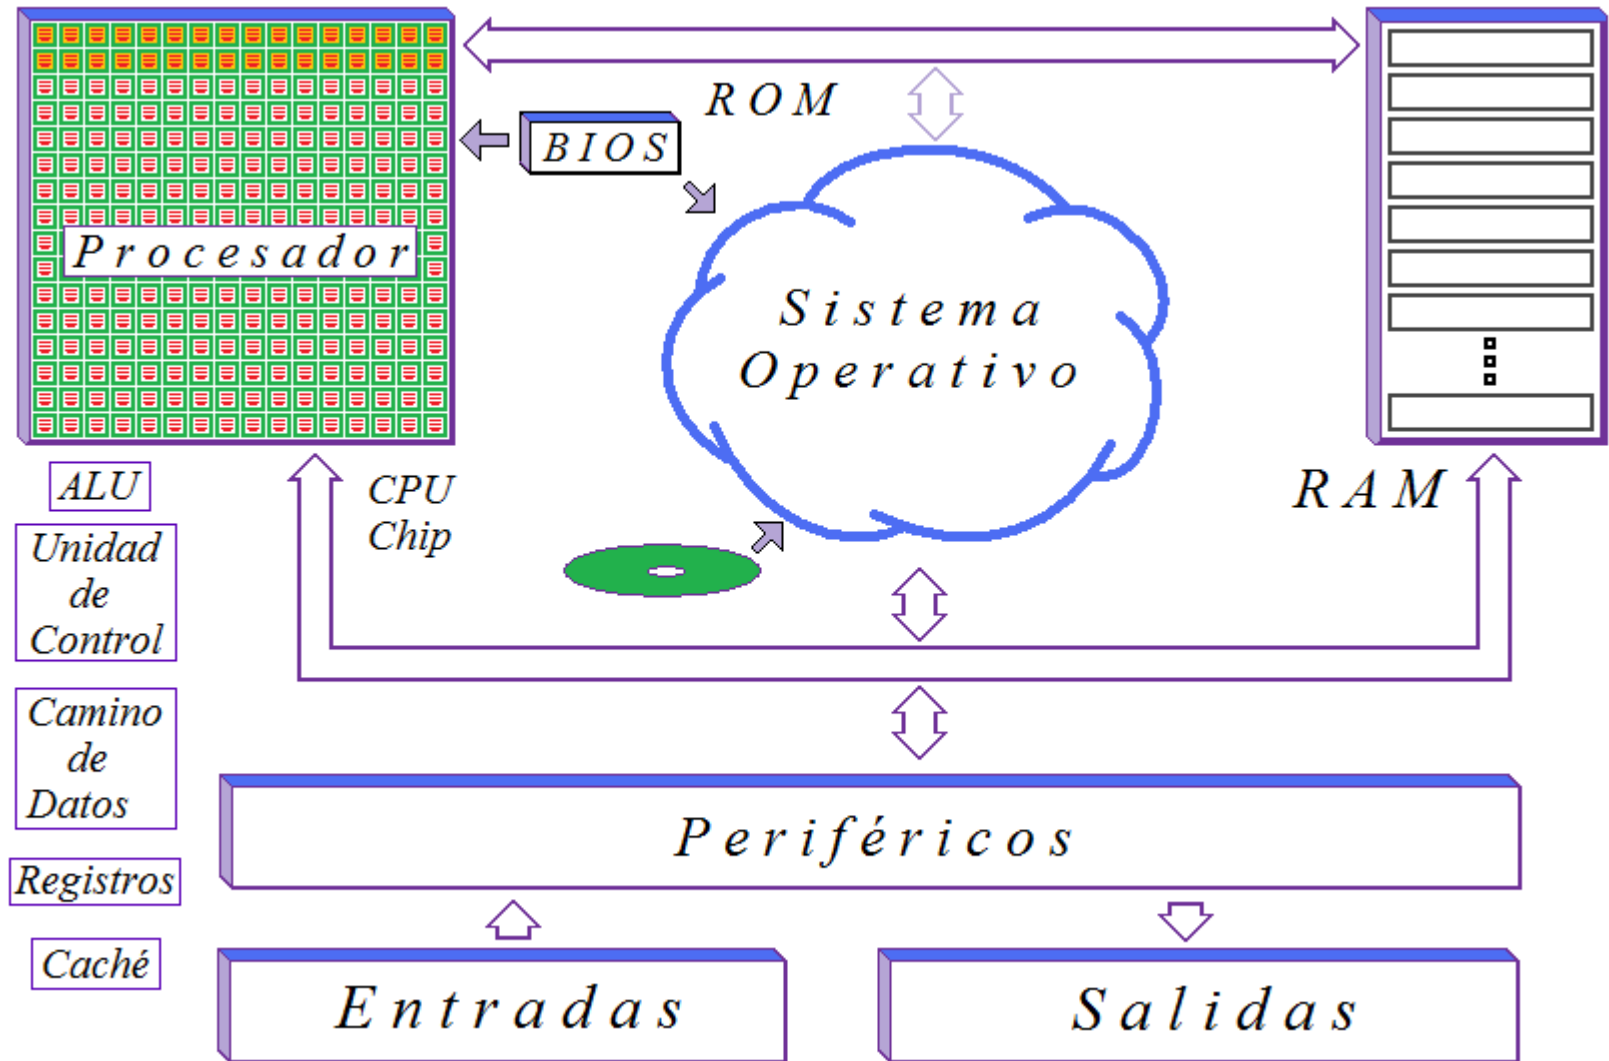 ROM
BIOS
Procesador
Sistema
Operativo
ALU
CPU
Chip
RAM
Unidad
de
Control
Camino
de
Datos
Periféricos
Registros
Caché
Entradas
Salidas